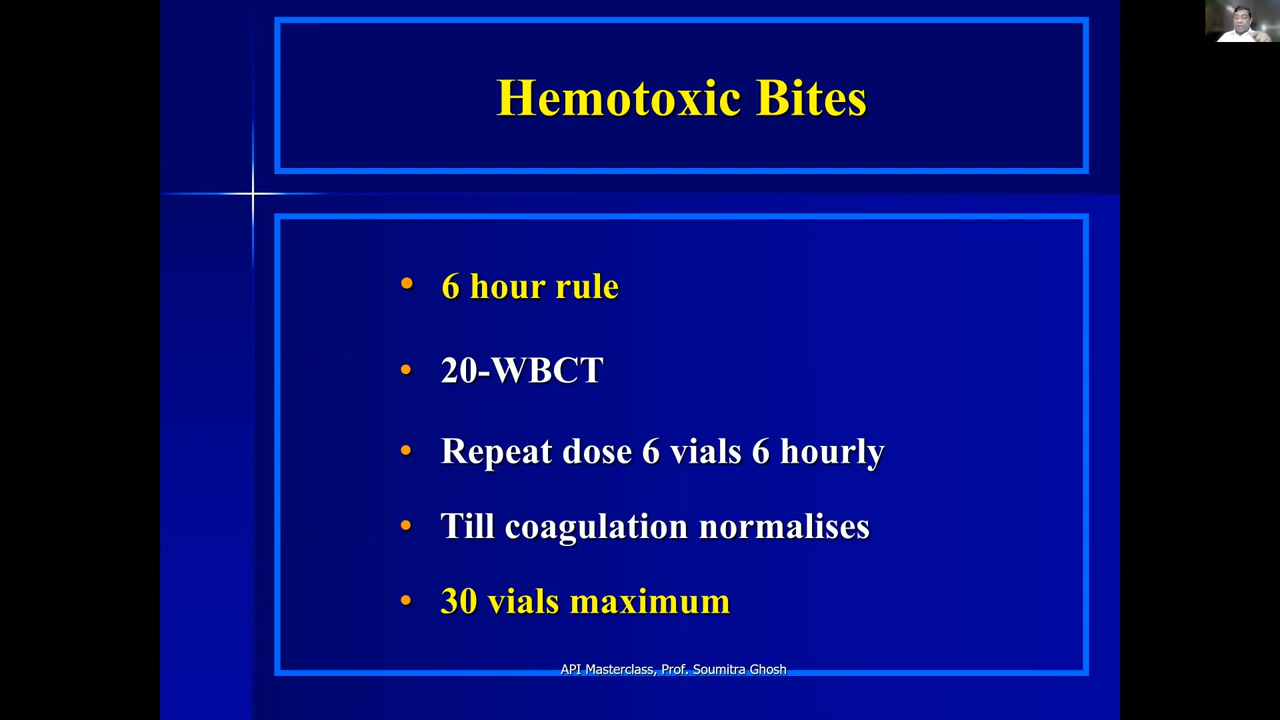 Hemotoxic Bites
• 6 hour rule
• 20-WBCT
• Repeat dose 6 vials 6 hourly
• Till coagulation normalises
• 30 vials maximum
API Masterclass, Prof. Soumitra Ghosh